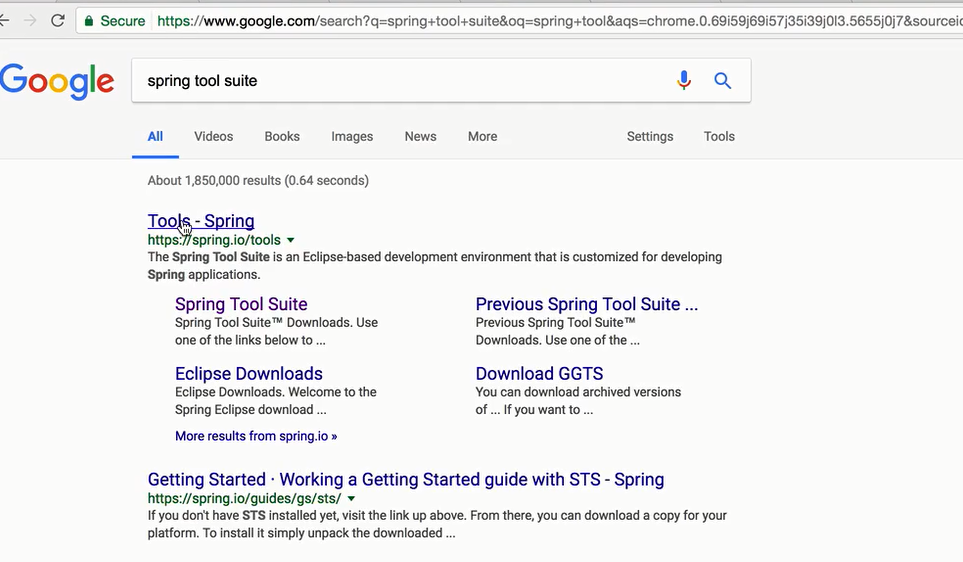 Secure https://www.google.com/search?q=spring+tool+suite&oq=spring+tool&aqs=chrome.0.69i59j69i57j35i39j0l3.5655j0j7&sourceic
Google spring tool suite
All Videos Books Images News More Settings Tools
About 1,850,000 results (0.64 seconds)
Tools - Spring
https://spring.io/tools
The Spring Tool Suite is an Eclipse-based development environment that is customized for developing
Spring applications.
Spring Tool Suite
Spring Tool Suite™ Downloads. Use
one of the links below to ...
Previous Spring Tool Suite ...
Previous Spring Tool Suite™
Downloads. Use one of the ...
Eclipse Downloads
Eclipse Downloads. Welcome to the
Spring Eclipse download ...
Download GGTS
You can download archived versions
of ... If you want to ...
More results from spring.io »
Getting Started · Working a Getting Started guide with STS - Spring
https://spring.io/guides/gs/sts/
If you don't have STS installed yet, visit the link up above. From there, you can download a copy for your
platform. To install it simply unpack the downloaded ...